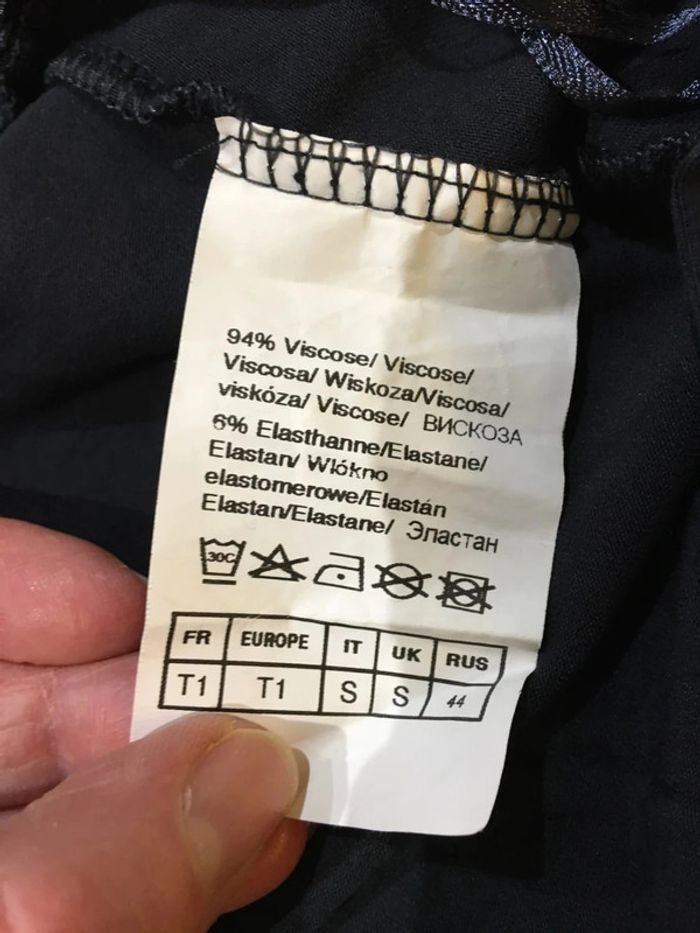 94% Viscose/ Viscose/
Viscosa/ Wiskoza/Viscosa/
viskóza/ Viscose/ ВИСКОЗА
6% Elasthanne/Elastane/
Elastan/ Wlókno
elastomerowe/Elastán
Elastan/Elastane/ Эластан
30C
FR EUROPE IT UK RUS
T1 T1 S S 44